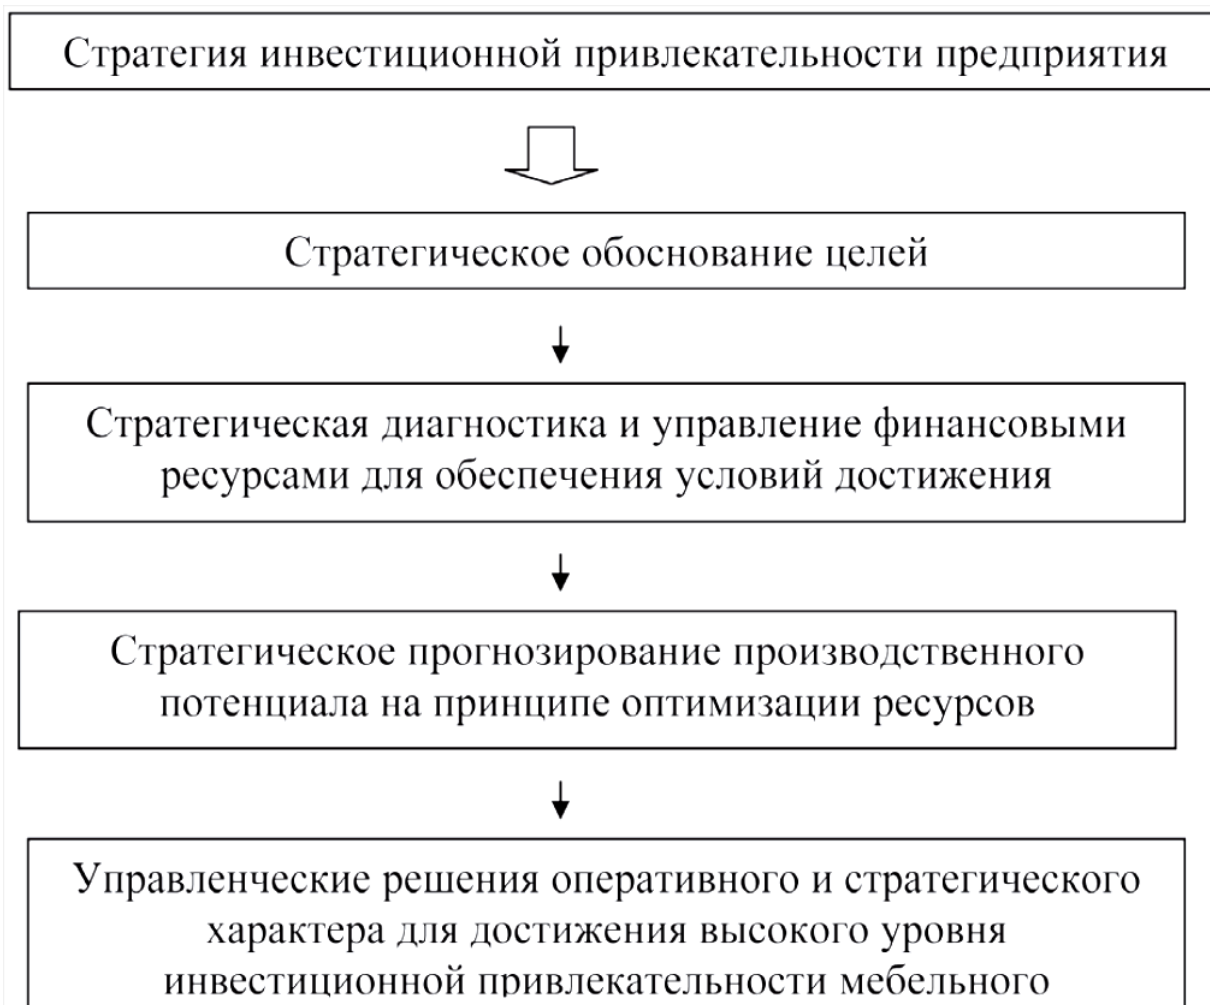 Стратегия инвестиционной привлекательности предприятия
Стратегическое обоснование целей
Стратегическая диагностика и управление финансовыми
ресурсами для обеспечения условий достижения
Стратегическое прогнозирование производственного
потенциала на принципе оптимизации ресурсов
Управленческие решения оперативного и стратегического
характера для достижения высокого уровня
инвестиционной привлекательности мебельного